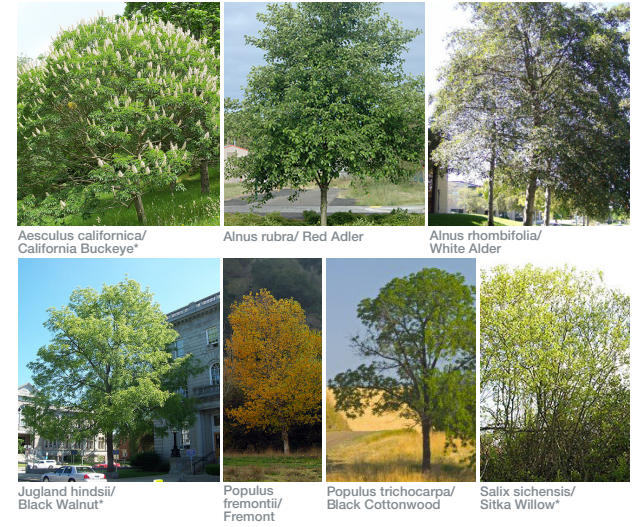 Aesculus californica/
California Buckeye*
Alnus rubra/ Red Adler
Alnus rhombifolia/
White Alder
Jugland hindsii/
Black Walnut*
Populus
fremontii/
Fremont
Populus trichocarpa/
Black Cottonwood
Salix sichensis/
Sitka Willow*